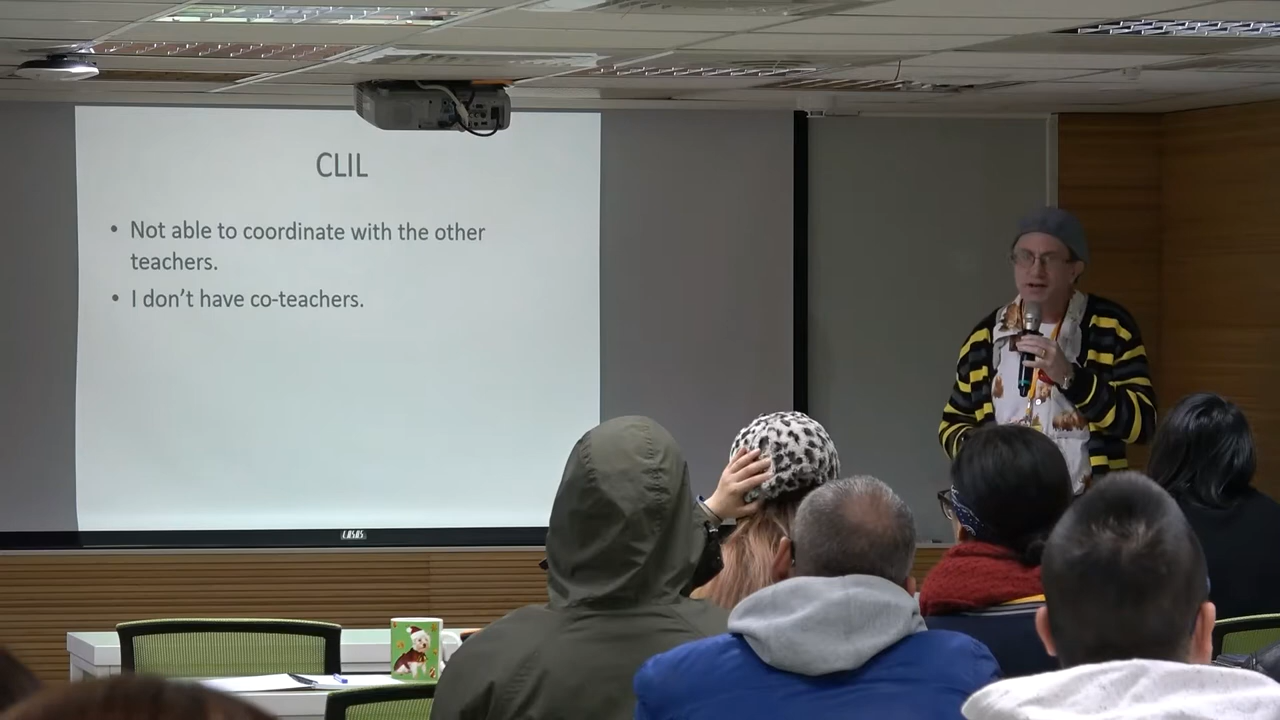 CLIL
• Not able to coordinate with the other
teachers.
• I don't have co-teachers.